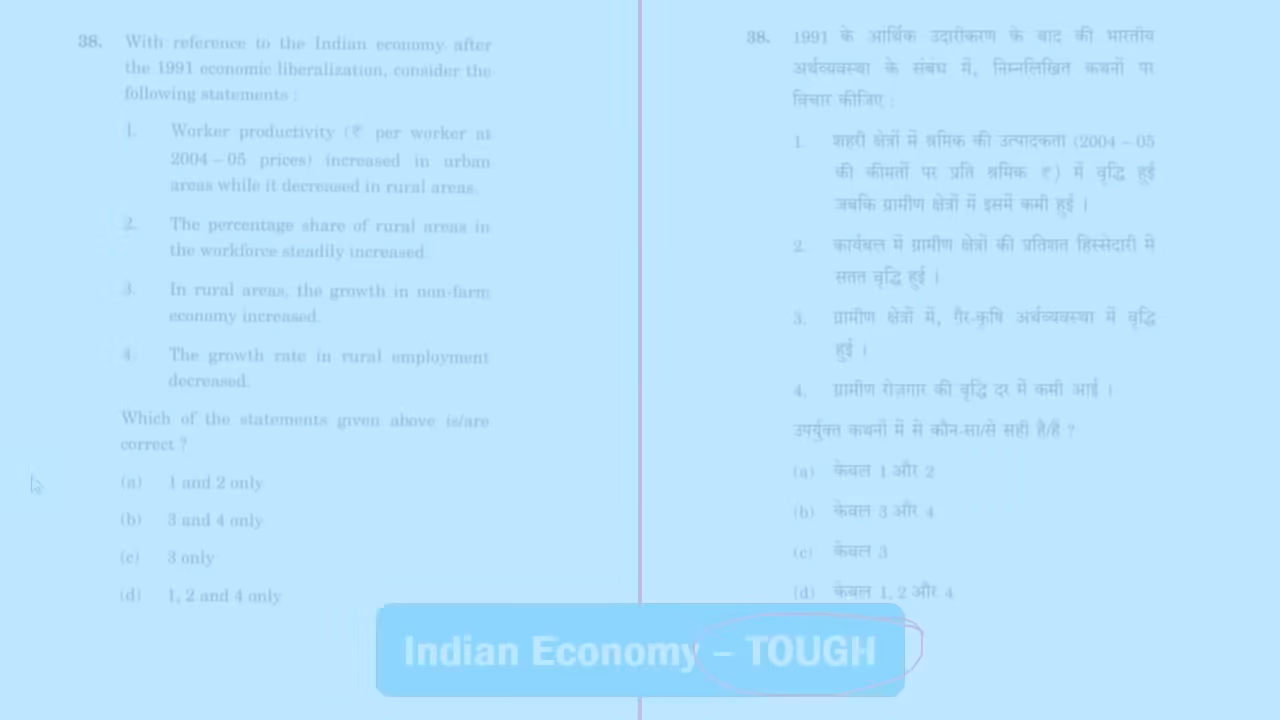 38. With reference to the Indian economy after
the 1991 economic liberalization, consider the
following statements :
1. Worker productivity (₹ per worker at
2004 – 05 prices) increased in urban
areas while it decreased in rural areas.
2. The percentage share of rural areas in
the workforce steadily increased.
3. In rural areas, the growth in non-farm
economy increased.
4. The growth rate in rural employment
decreased.
Which of the statements given above is/are
correct ?
(a) 1 and 2 only
(b) 3 and 4 only
(c) 3 only
(d) 1, 2 and 4 only
38. 1991 के आर्थिक उदारीकरण के बाद की भारतीय
अर्थव्यवस्था के संबंध में, निम्नलिखित कथनों पर
विचार कीजिए :
1. शहरी क्षेत्रों में श्रमिक की उत्पादकता (2004 – 05
की कीमतों पर प्रति श्रमिक ₹) में वृद्धि हुई
जबकि ग्रामीण क्षेत्रों में इसमें कमी हुई ।
2. कार्यबल में ग्रामीण क्षेत्रों की प्रतिशत हिस्सेदारी में
सतत वृद्धि हुई ।
3. ग्रामीण क्षेत्रों में, गैर-कृषि अर्थव्यवस्था में वृद्धि
हुई ।
4. ग्रामीण रोज़गार की वृद्धि दर में कमी आई ।
उपर्युक्त कथनों में से कौन-सा/से सही है/हैं ?
(a) केवल 1 और 2
(b) केवल 3 और 4
(c) केवल 3
(d) केवल 1, 2 और 4
Indian Economy – TOUGH